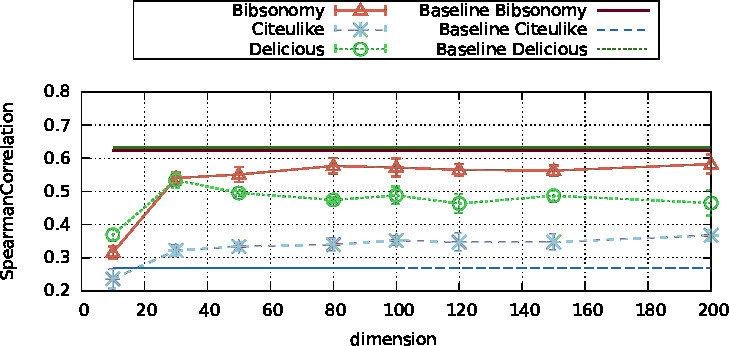 Bibsonomy Baseline Bibsonomy
Citeulike Baseline Citeulike
Delicious Baseline Delicious
0.8
0.7
0.6
0.5
0.4
0.3
0.2
SpearmanCorrelation
0 20 40 60 80 100 120 140 160 180 200
dimension